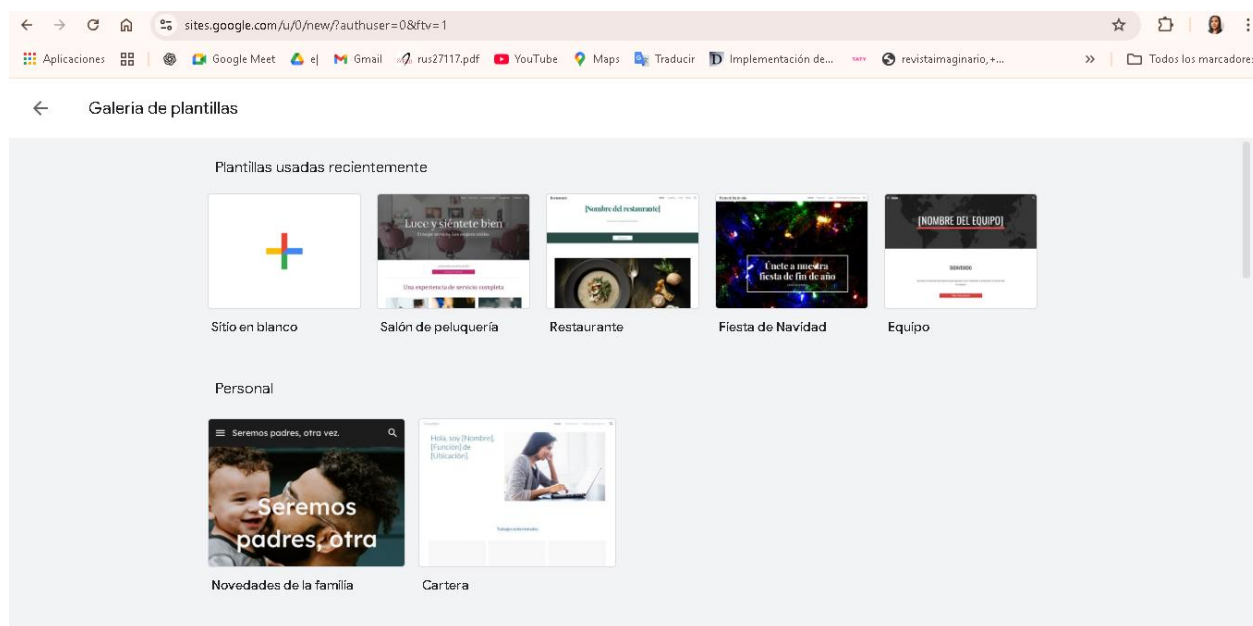 sites.google.com/u/0/new/?authuser=0&ftv=1
Aplicaciones Google Meet e| Gmail rus27117.pdf YouTube Maps Traducir Implementación de... TATY revistaimaginario,+... » Todos los marcadores
Galeria de plantillas
Plantillas usadas recientemente
Luce y siéntete bien
Una experiencia de servicio completa
[Nombre del restaurante]
Únete a nuestra
fiesta de fin de año
[NOMBRE DEL EQUIPO]
BIENVENIDO
Sitio en blanco Salón de peluquería Restaurante Fiesta de Navidad Equipo
Personal
Seremos padres, otra vez.
Seremos
padres, otra
Hola, soy [Nombre],
[Función] de
[Ubicación].
Novedades de la familia Cartera